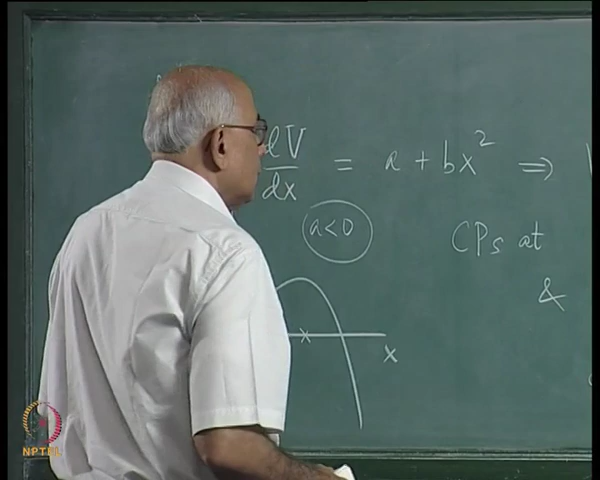 dV/dx = a + bx² ⇒
a<0
CPs at
&
x
NPTEL